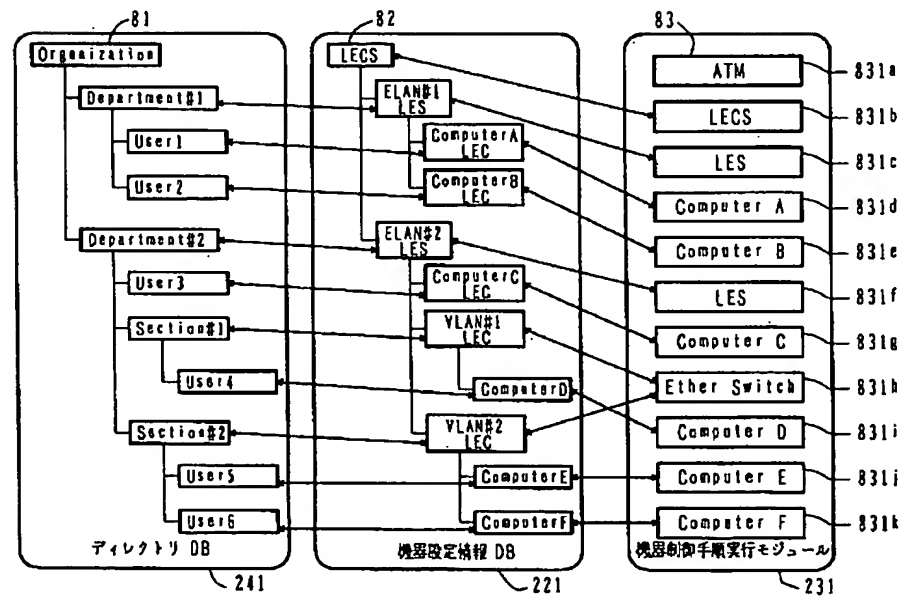 81
Organization
Department#1
User1
User2
Department#2
User3
Section#1
User4
Section#2
User5
User6
ディレクトリ DB
241
82
LECS
ELAN#1
LES
ComputerA
LEC
ComputerB
LEC
ELAN#2
LES
ComputerC
LEC
VLAN#1
LEC
ComputerD
VLAN#2
LEC
ComputerE
ComputerF
機器設定情報 DB
221
83
ATM
831a
LECS
831b
LES
831c
Computer A
831d
Computer B
831e
LES
831f
Computer C
831g
Ether Switch
831h
Computer D
831i
Computer E
831j
Computer F
831k
機器制御手順実行モジュール
231